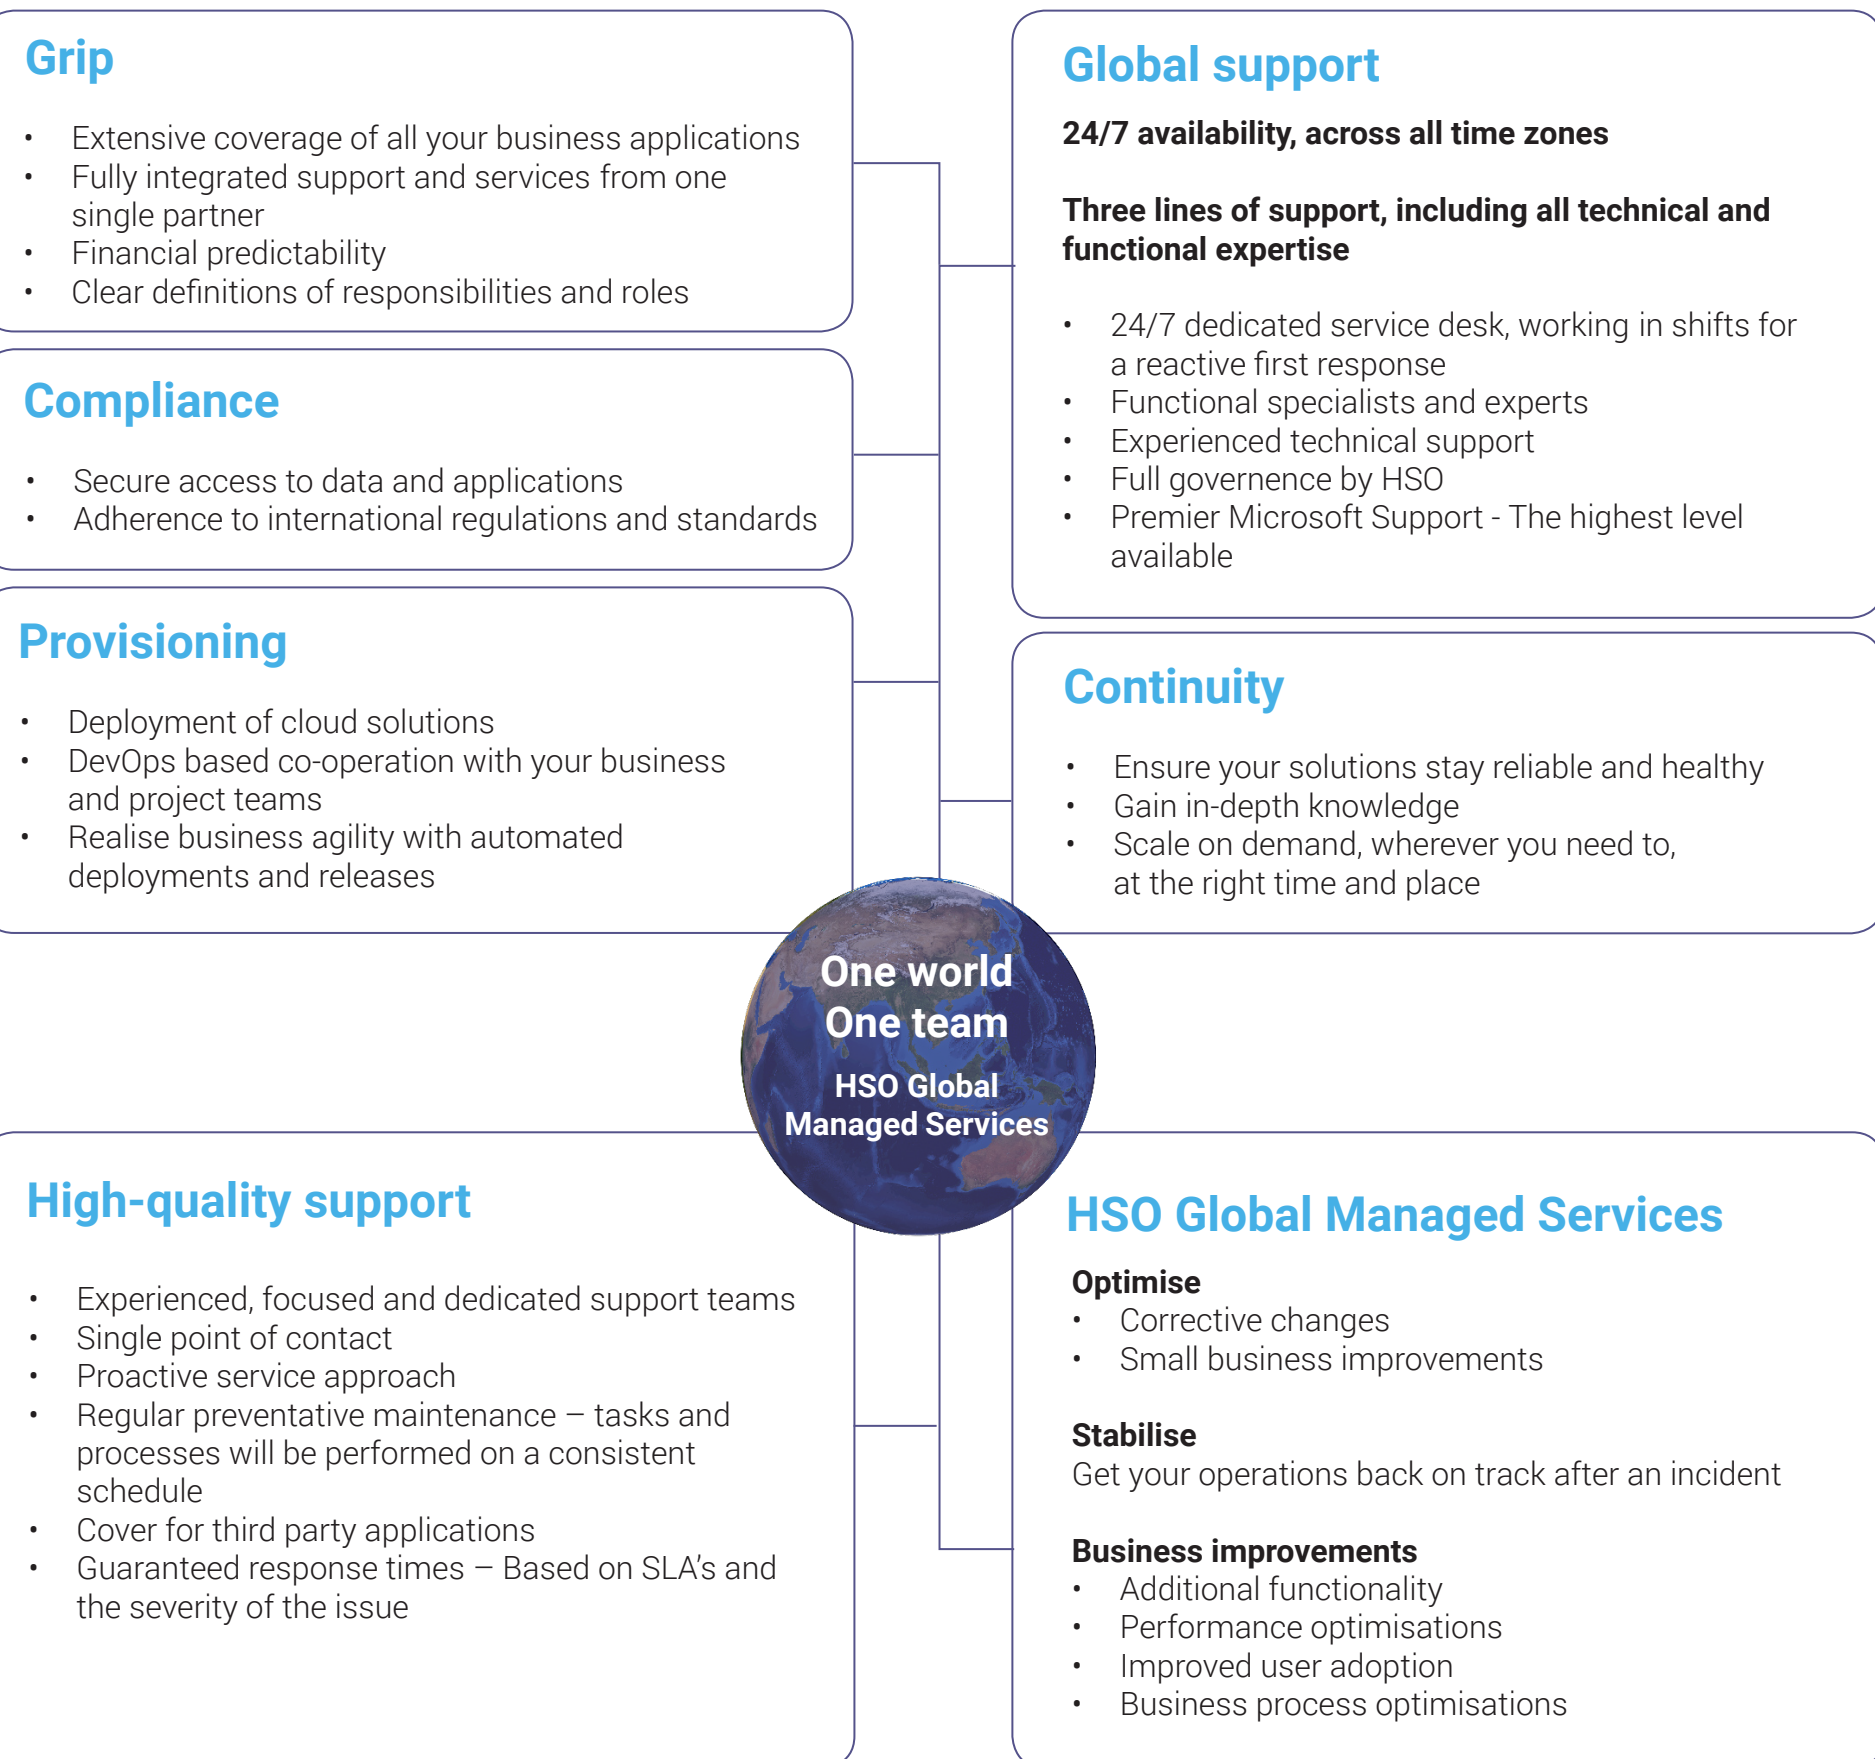 Grip
• Extensive coverage of all your business applications
• Fully integrated support and services from one
single partner
• Financial predictability
• Clear definitions of responsibilities and roles
Compliance
• Secure access to data and applications
• Adherence to international regulations and standards
Provisioning
• Deployment of cloud solutions
• DevOps based co-operation with your business
and project teams
• Realise business agility with automated
deployments and releases
Global support
24/7 availability, across all time zones
Three lines of support, including all technical and
functional expertise
• 24/7 dedicated service desk, working in shifts for
a reactive first response
• Functional specialists and experts
• Experienced technical support
• Full governence by HSO
• Premier Microsoft Support - The highest level
available
Continuity
• Ensure your solutions stay reliable and healthy
• Gain in-depth knowledge
• Scale on demand, wherever you need to,
at the right time and place
One world
One team
HSO Global
Managed Services
High-quality support
• Experienced, focused and dedicated support teams
• Single point of contact
• Proactive service approach
• Regular preventative maintenance – tasks and
processes will be performed on a consistent
schedule
• Cover for third party applications
• Guaranteed response times – Based on SLA’s and
the severity of the issue
HSO Global Managed Services
Optimise
• Corrective changes
• Small business improvements
Stabilise
Get your operations back on track after an incident
Business improvements
• Additional functionality
• Performance optimisations
• Improved user adoption
• Business process optimisations